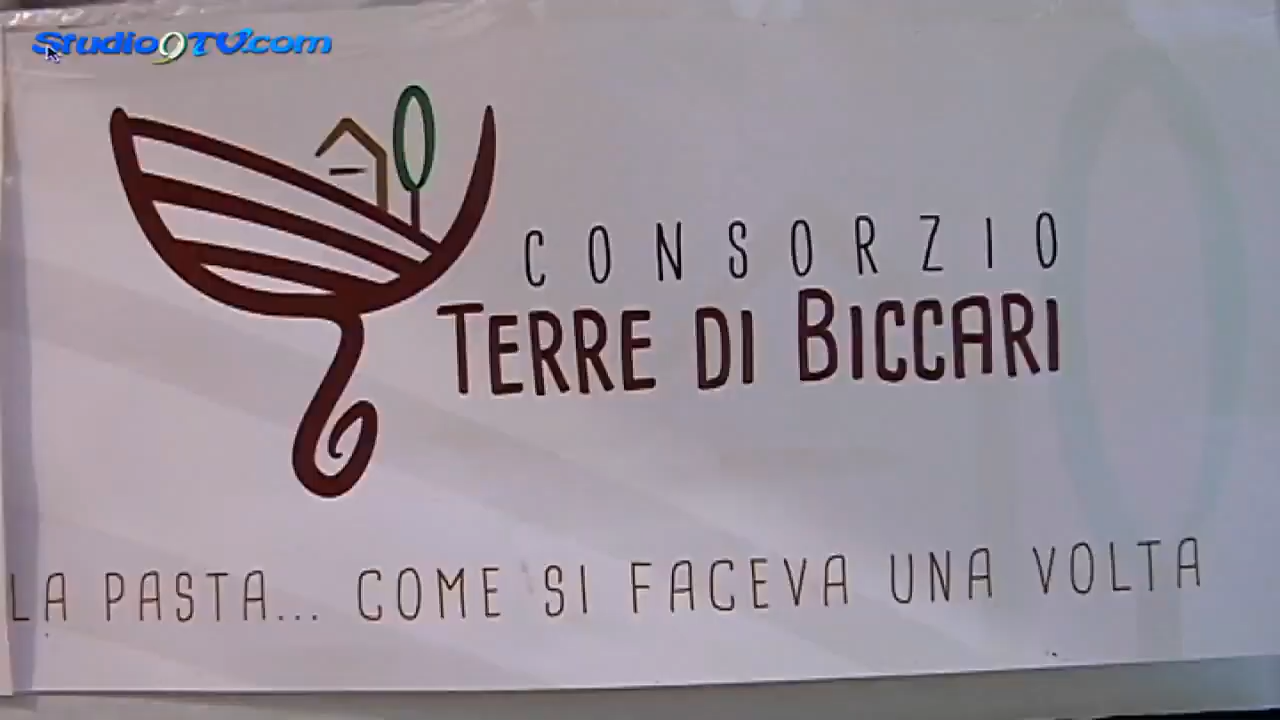 Studio9TV.com
CONSORZIO
TERRE DI BICCARI
LA PASTA... COME SI FACEVA UNA VOLTA